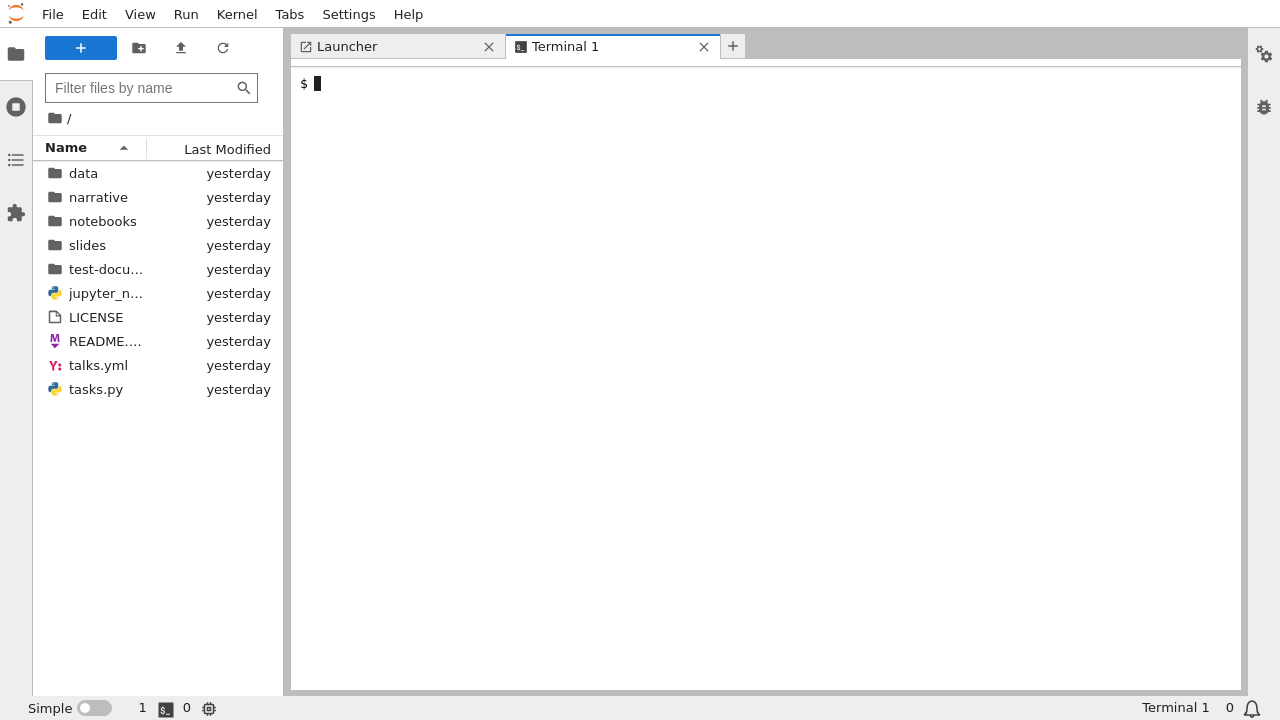 File Edit View Run Kernel Tabs Settings Help
Launcher
Terminal 1
Filter files by name
$
/
Name Last Modified
data yesterday
narrative yesterday
notebooks yesterday
slides yesterday
test-docu... yesterday
jupyter_n... yesterday
LICENSE yesterday
README.... yesterday
talks.yml yesterday
tasks.py yesterday
Simple 1 0 Terminal 1 0